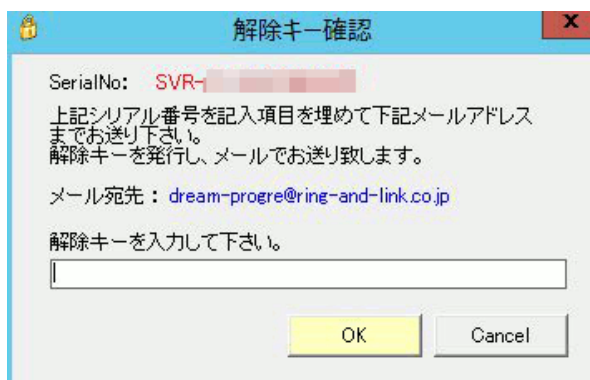 解除キー確認
SerialNo: SVR-
上記シリアル番号を記入項目を埋めて下記メールアドレス
までお送り下さい。
解除キーを発行し、メールでお送り致します。
メール宛先： dream-progre@ring-and-link.co.jp
解除キーを入力して下さい。
OK Cancel